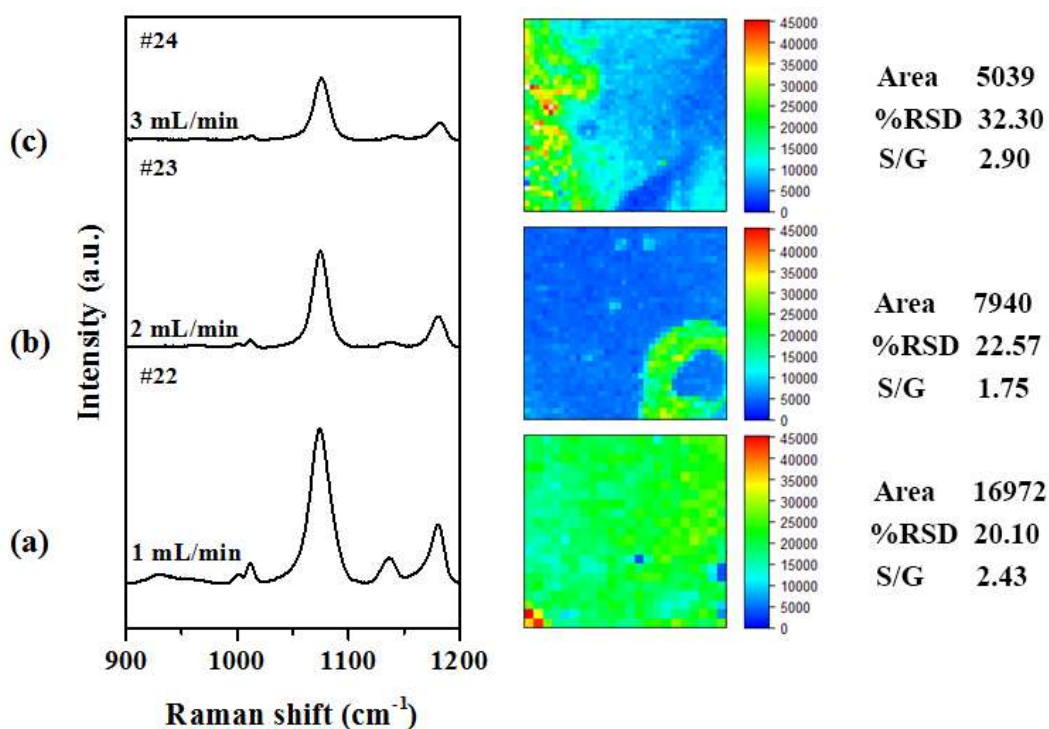 (c)
#24
3 mL/min
45000
40000
35000
30000
25000
20000
15000
10000
5000
0
Area 5039
%RSD 32.30
S/G 2.90
(b)
#23
2 mL/min
45000
40000
35000
30000
25000
20000
15000
10000
5000
0
Area 7940
%RSD 22.57
S/G 1.75
(a)
#22
1 mL/min
45000
40000
35000
30000
25000
20000
15000
10000
5000
0
Area 16972
%RSD 20.10
S/G 2.43
Intensity (a.u.)
900 1000 1100 1200
Raman shift (cm⁻¹)